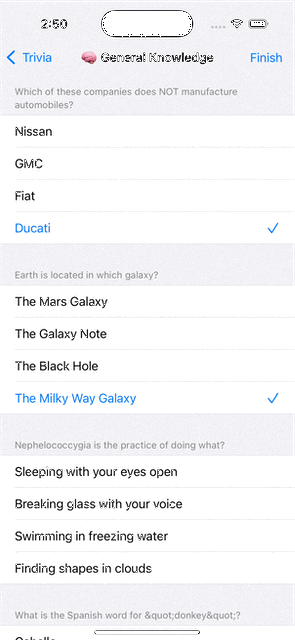 2:50
Trivia
🧠 General Knowledge
Finish
Which of these companies does NOT manufacture
automobiles?
Nissan
GMC
Fiat
Ducati
Earth is located in which galaxy?
The Mars Galaxy
The Galaxy Note
The Black Hole
The Milky Way Galaxy
Nephelococcygia is the practice of doing what?
Sleeping with your eyes open
Breaking glass with your voice
Swimming in freezing water
Finding shapes in clouds
What is the Spanish word for &quot;donkey&quot;?